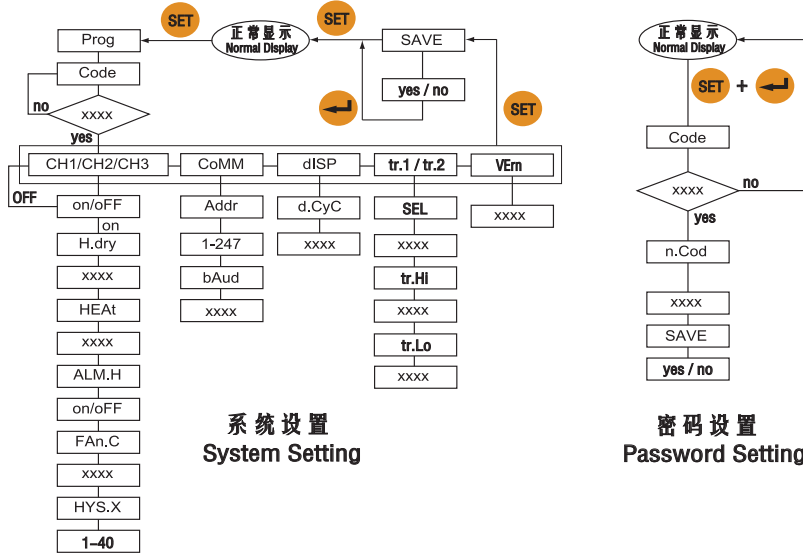 SET
正常显示
Normal Display
SET
Prog
SAVE
Code
yes / no
no
xxxx
SET
yes
CH1/CH2/CH3
CoMM
dISP
tr.1 / tr.2
VErn
OFF
on/oFF
Addr
d.CyC
SEL
xxxx
on
H.dry
1-247
xxxx
xxxx
xxxx
bAud
tr.Hi
HEAt
xxxx
xxxx
xxxx
tr.Lo
ALM.H
xxxx
on/oFF
FAn.C
xxxx
HYS.X
1-40
系统设置
System Setting
正常显示
Normal Display
SET + 
Code
xxxx
no
yes
n.Cod
xxxx
SAVE
yes / no
密码设置
Password Setting